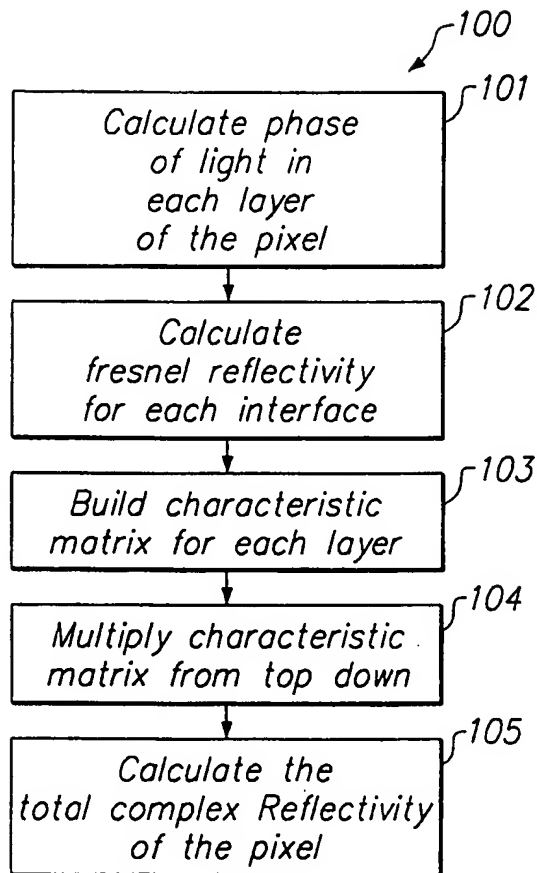 100
101
Calculate phase
of light in
each layer
of the pixel
102
Calculate
fresnel reflectivity
for each interface
103
Build characteristic
matrix for each layer
104
Multiply characteristic
matrix from top down
105
Calculate the
total complex Reflectivity
of the pixel